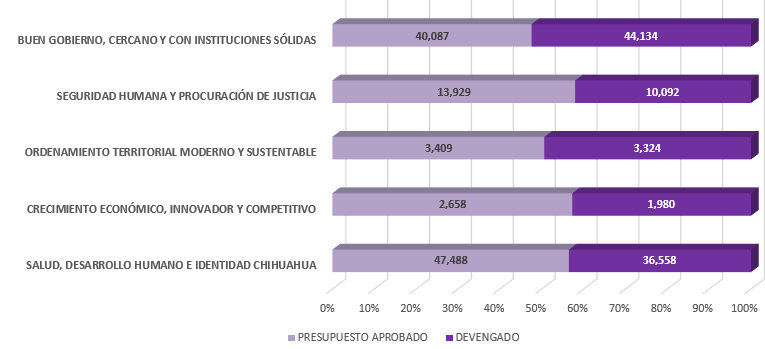 BUEN GOBIERNO, CERCANO Y CON INSTITUCIONES SÓLIDAS 40,087 44,134
SEGURIDAD HUMANA Y PROCURACIÓN DE JUSTICIA 13,929 10,092
ORDENAMIENTO TERRITORIAL MODERNO Y SUSTENTABLE 3,409 3,324
CRECIMIENTO ECONÓMICO, INNOVADOR Y COMPETITIVO 2,658 1,980
SALUD, DESARROLLO HUMANO E IDENTIDAD CHIHUAHUA 47,488 36,558
0% 10% 20% 30% 40% 50% 60% 70% 80% 90% 100%
PRESUPUESTO APROBADO DEVENGADO